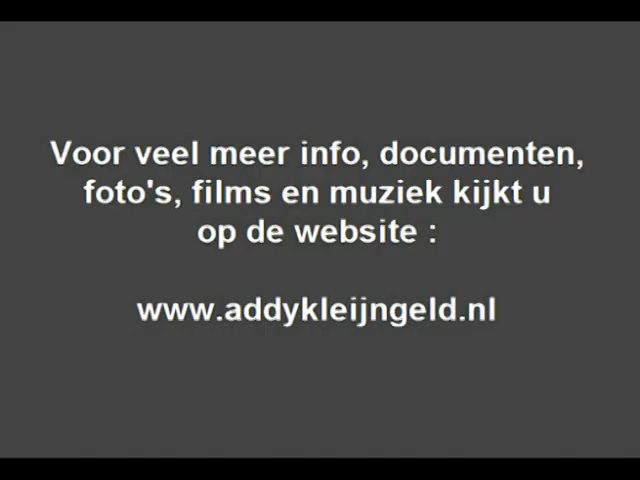 Voor veel meer info, documenten,
foto's, films en muziek kijkt u
op de website :
www.addykleijngeld.nl